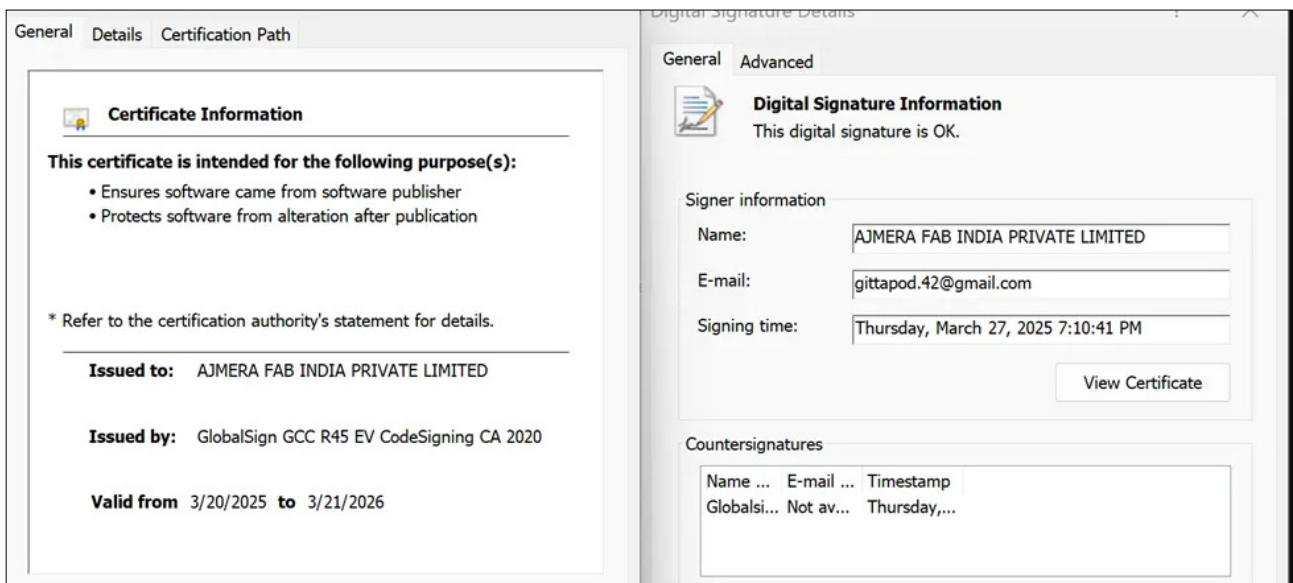 General Details Certification Path
Certificate Information
This certificate is intended for the following purpose(s):
• Ensures software came from software publisher
• Protects software from alteration after publication
* Refer to the certification authority's statement for details.
Issued to: AJMERA FAB INDIA PRIVATE LIMITED
Issued by: GlobalSign GCC R45 EV CodeSigning CA 2020
Valid from 3/20/2025 to 3/21/2026
Digital Signature Details
General Advanced
Digital Signature Information
This digital signature is OK.
Signer information
Name: AJMERA FAB INDIA PRIVATE LIMITED
E-mail: gittapod.42@gmail.com
Signing time: Thursday, March 27, 2025 7:10:41 PM
View Certificate
Countersignatures
Name ... E-mail ... Timestamp
Globalsi... Not av... Thursday,...